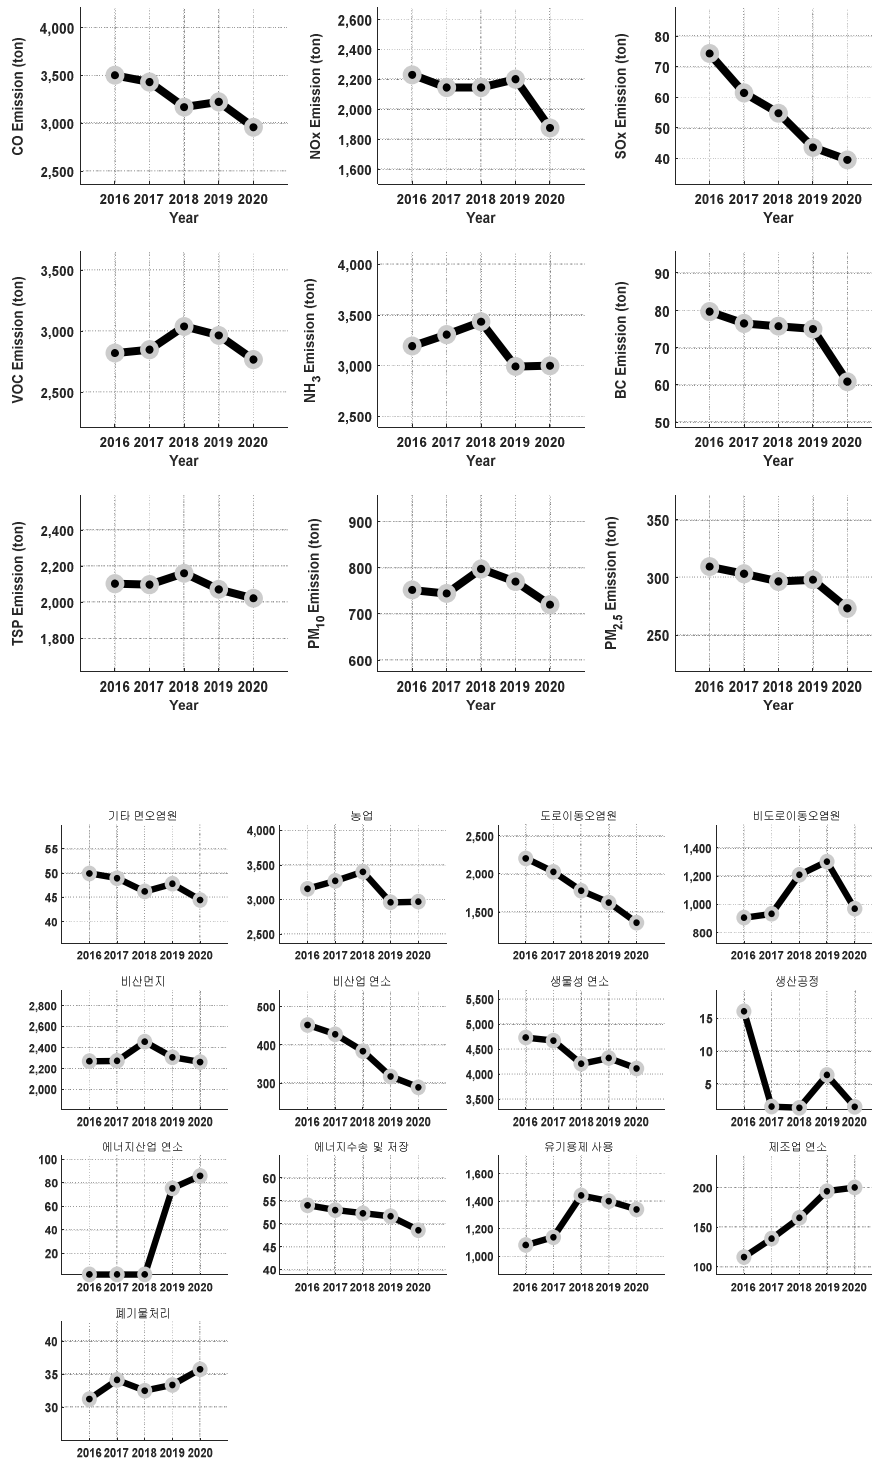 CO Emission (ton)
4,000
3,500
3,000
2,500
2016 2017 2018 2019 2020
Year
NOx Emission (ton)
2,600
2,400
2,200
2,000
1,800
1,600
2016 2017 2018 2019 2020
Year
SOx Emission (ton)
80
70
60
50
40
2016 2017 2018 2019 2020
Year
VOC Emission (ton)
3,500
3,000
2,500
2016 2017 2018 2019 2020
Year
NH3 Emission (ton)
4,000
3,500
3,000
2,500
2016 2017 2018 2019 2020
Year
BC Emission (ton)
90
80
70
60
50
2016 2017 2018 2019 2020
Year
TSP Emission (ton)
2,400
2,200
2,000
1,800
2016 2017 2018 2019 2020
Year
PM10 Emission (ton)
900
800
700
600
2016 2017 2018 2019 2020
Year
PM2.5 Emission (ton)
350
300
250
2016 2017 2018 2019 2020
Year
기타 면오염원
55
50
45
40
2016 2017 2018 2019 2020
농업
4,000
3,500
3,000
2,500
2016 2017 2018 2019 2020
도로이동오염원
2,500
2,000
1,500
2016 2017 2018 2019 2020
비도로이동오염원
1,400
1,200
1,000
800
2016 2017 2018 2019 2020
비산먼지
2,800
2,600
2,400
2,200
2,000
2016 2017 2018 2019 2020
비산업 연소
500
400
300
2016 2017 2018 2019 2020
생물성 연소
5,500
5,000
4,500
4,000
3,500
2016 2017 2018 2019 2020
생산공정
15
10
5
2016 2017 2018 2019 2020
에너지산업 연소
100
80
60
40
20
2016 2017 2018 2019 2020
에너지수송 및 저장
60
55
50
45
40
2016 2017 2018 2019 2020
유기용제 사용
1,600
1,400
1,200
1,000
2016 2017 2018 2019 2020
제조업 연소
200
150
100
2016 2017 2018 2019 2020
폐기물처리
40
35
30
2016 2017 2018 2019 2020